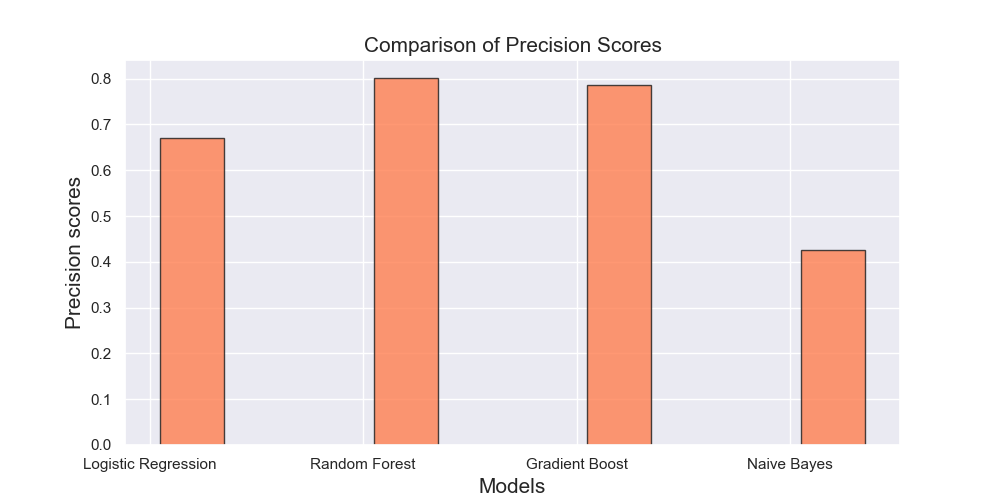 Comparison of Precision Scores
Precision scores
0.8
0.7
0.6
0.5
0.4
0.3
0.2
0.1
0.0
Logistic Regression
Random Forest
Gradient Boost
Naive Bayes
Models